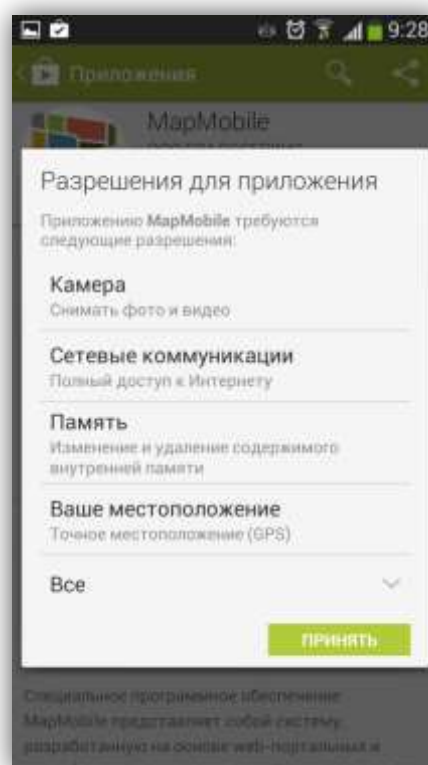 9:28
Приложения
MapMobile
Разрешения для приложения
Приложению MapMobile требуются
следующие разрешения:
Камера
Снимать фото и видео
Сетевые коммуникации
Полный доступ к Интернету
Память
Изменение и удаление содержимого
внутренней памяти
Ваше местоположение
Точное местоположение (GPS)
Все
ПРИНЯТЬ
Специальное программное обеспечение
MapMobile представляет собой систему,
разработанную на основе web-портальных и